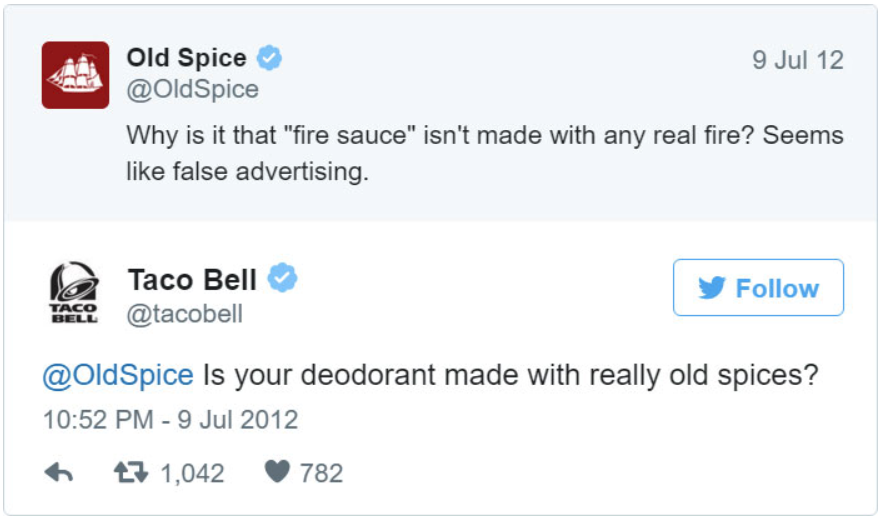 Old Spice
9 Jul 12
@OldSpice
Why is it that "fire sauce" isn't made with any real fire? Seems
like false advertising.
TACO
BELL
Taco Bell
@tacobell
Follow
@OldSpice Is your deodorant made with really old spices?
10:52 PM - 9 Jul 2012
1,042 782